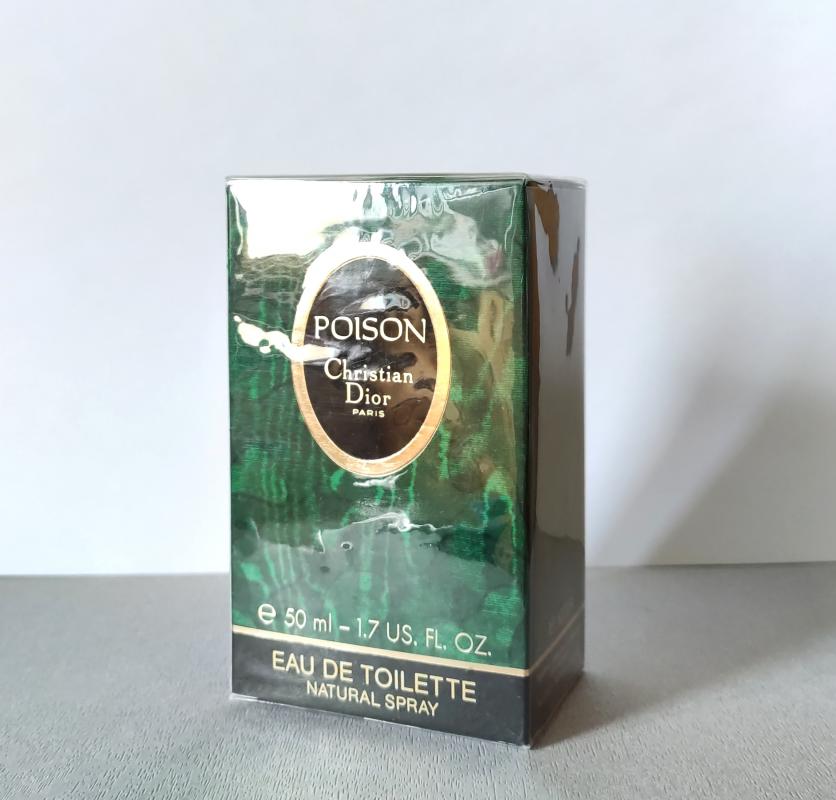 POISON
Christian
Dior
PARIS
e 50 ml – 1.7 US. FL. OZ.
EAU DE TOILETTE
NATURAL SPRAY